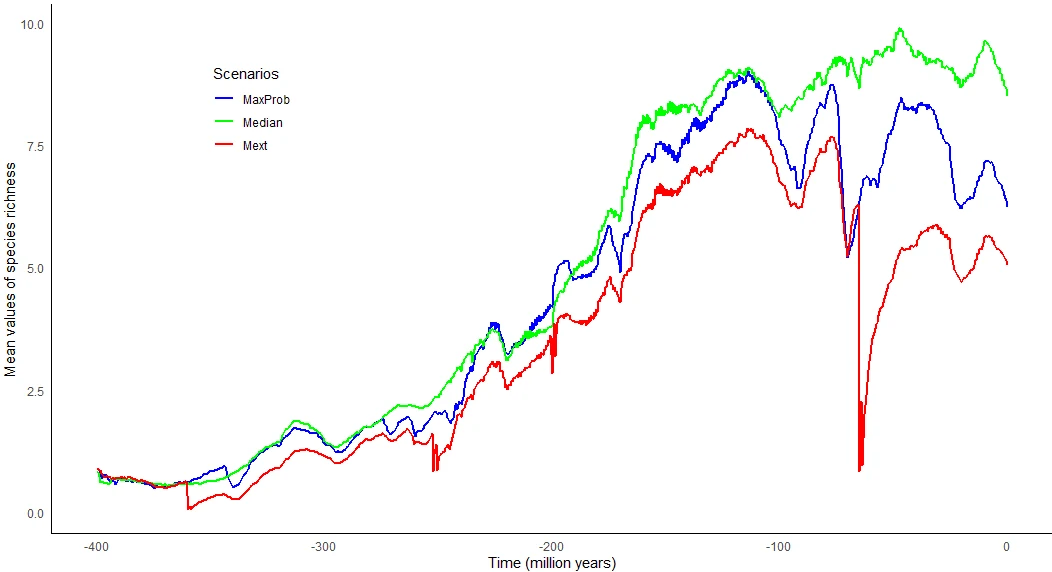 10.0
Scenarios
MaxProb
Median
Mext
7.5
5.0
2.5
0.0
Mean values of species richness
-400 -300 -200 -100 0
Time (million years)